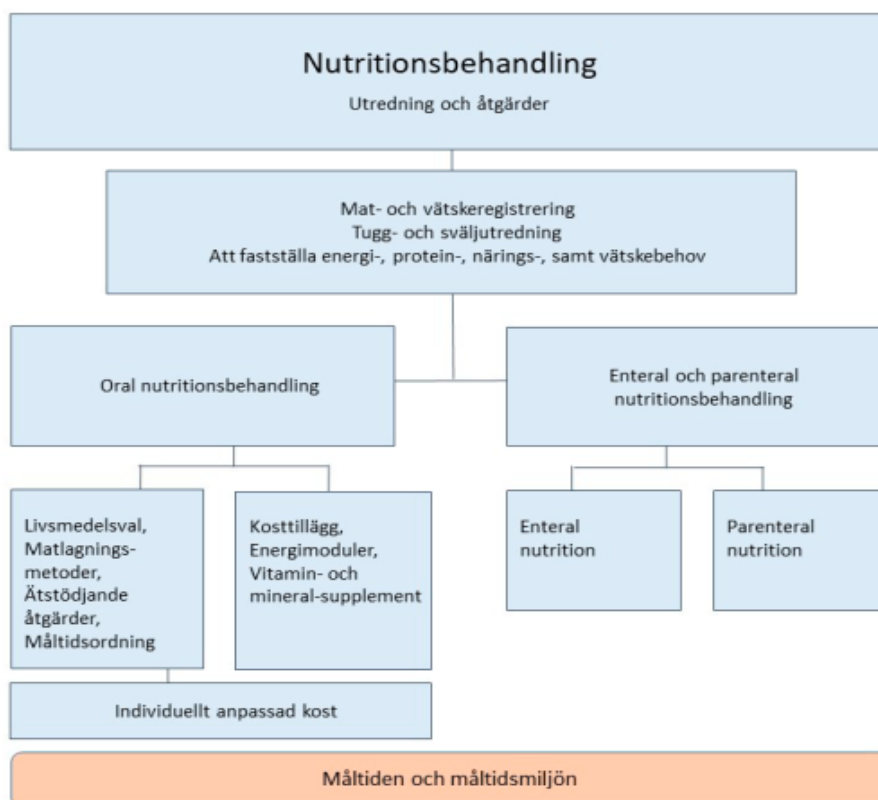 Nutritionsbehandling
Utredning och åtgärder
Mat- och vätskeregistrering
Tugg- och sväljutredning
Att fastställa energi-, protein-, närings-, samt vätskebehov
Oral nutritionsbehandling
Enteral och parenteral
nutritionsbehandling
Livsmedelsval,
Matlagnings-
metoder,
Ätstödjande
åtgärder,
Måltidsordning
Kosttillägg,
Energimoduler,
Vitamin- och
mineral-supplement
Enteral
nutrition
Parenteral
nutrition
Individuellt anpassad kost
Måltiden och måltidsmiljön